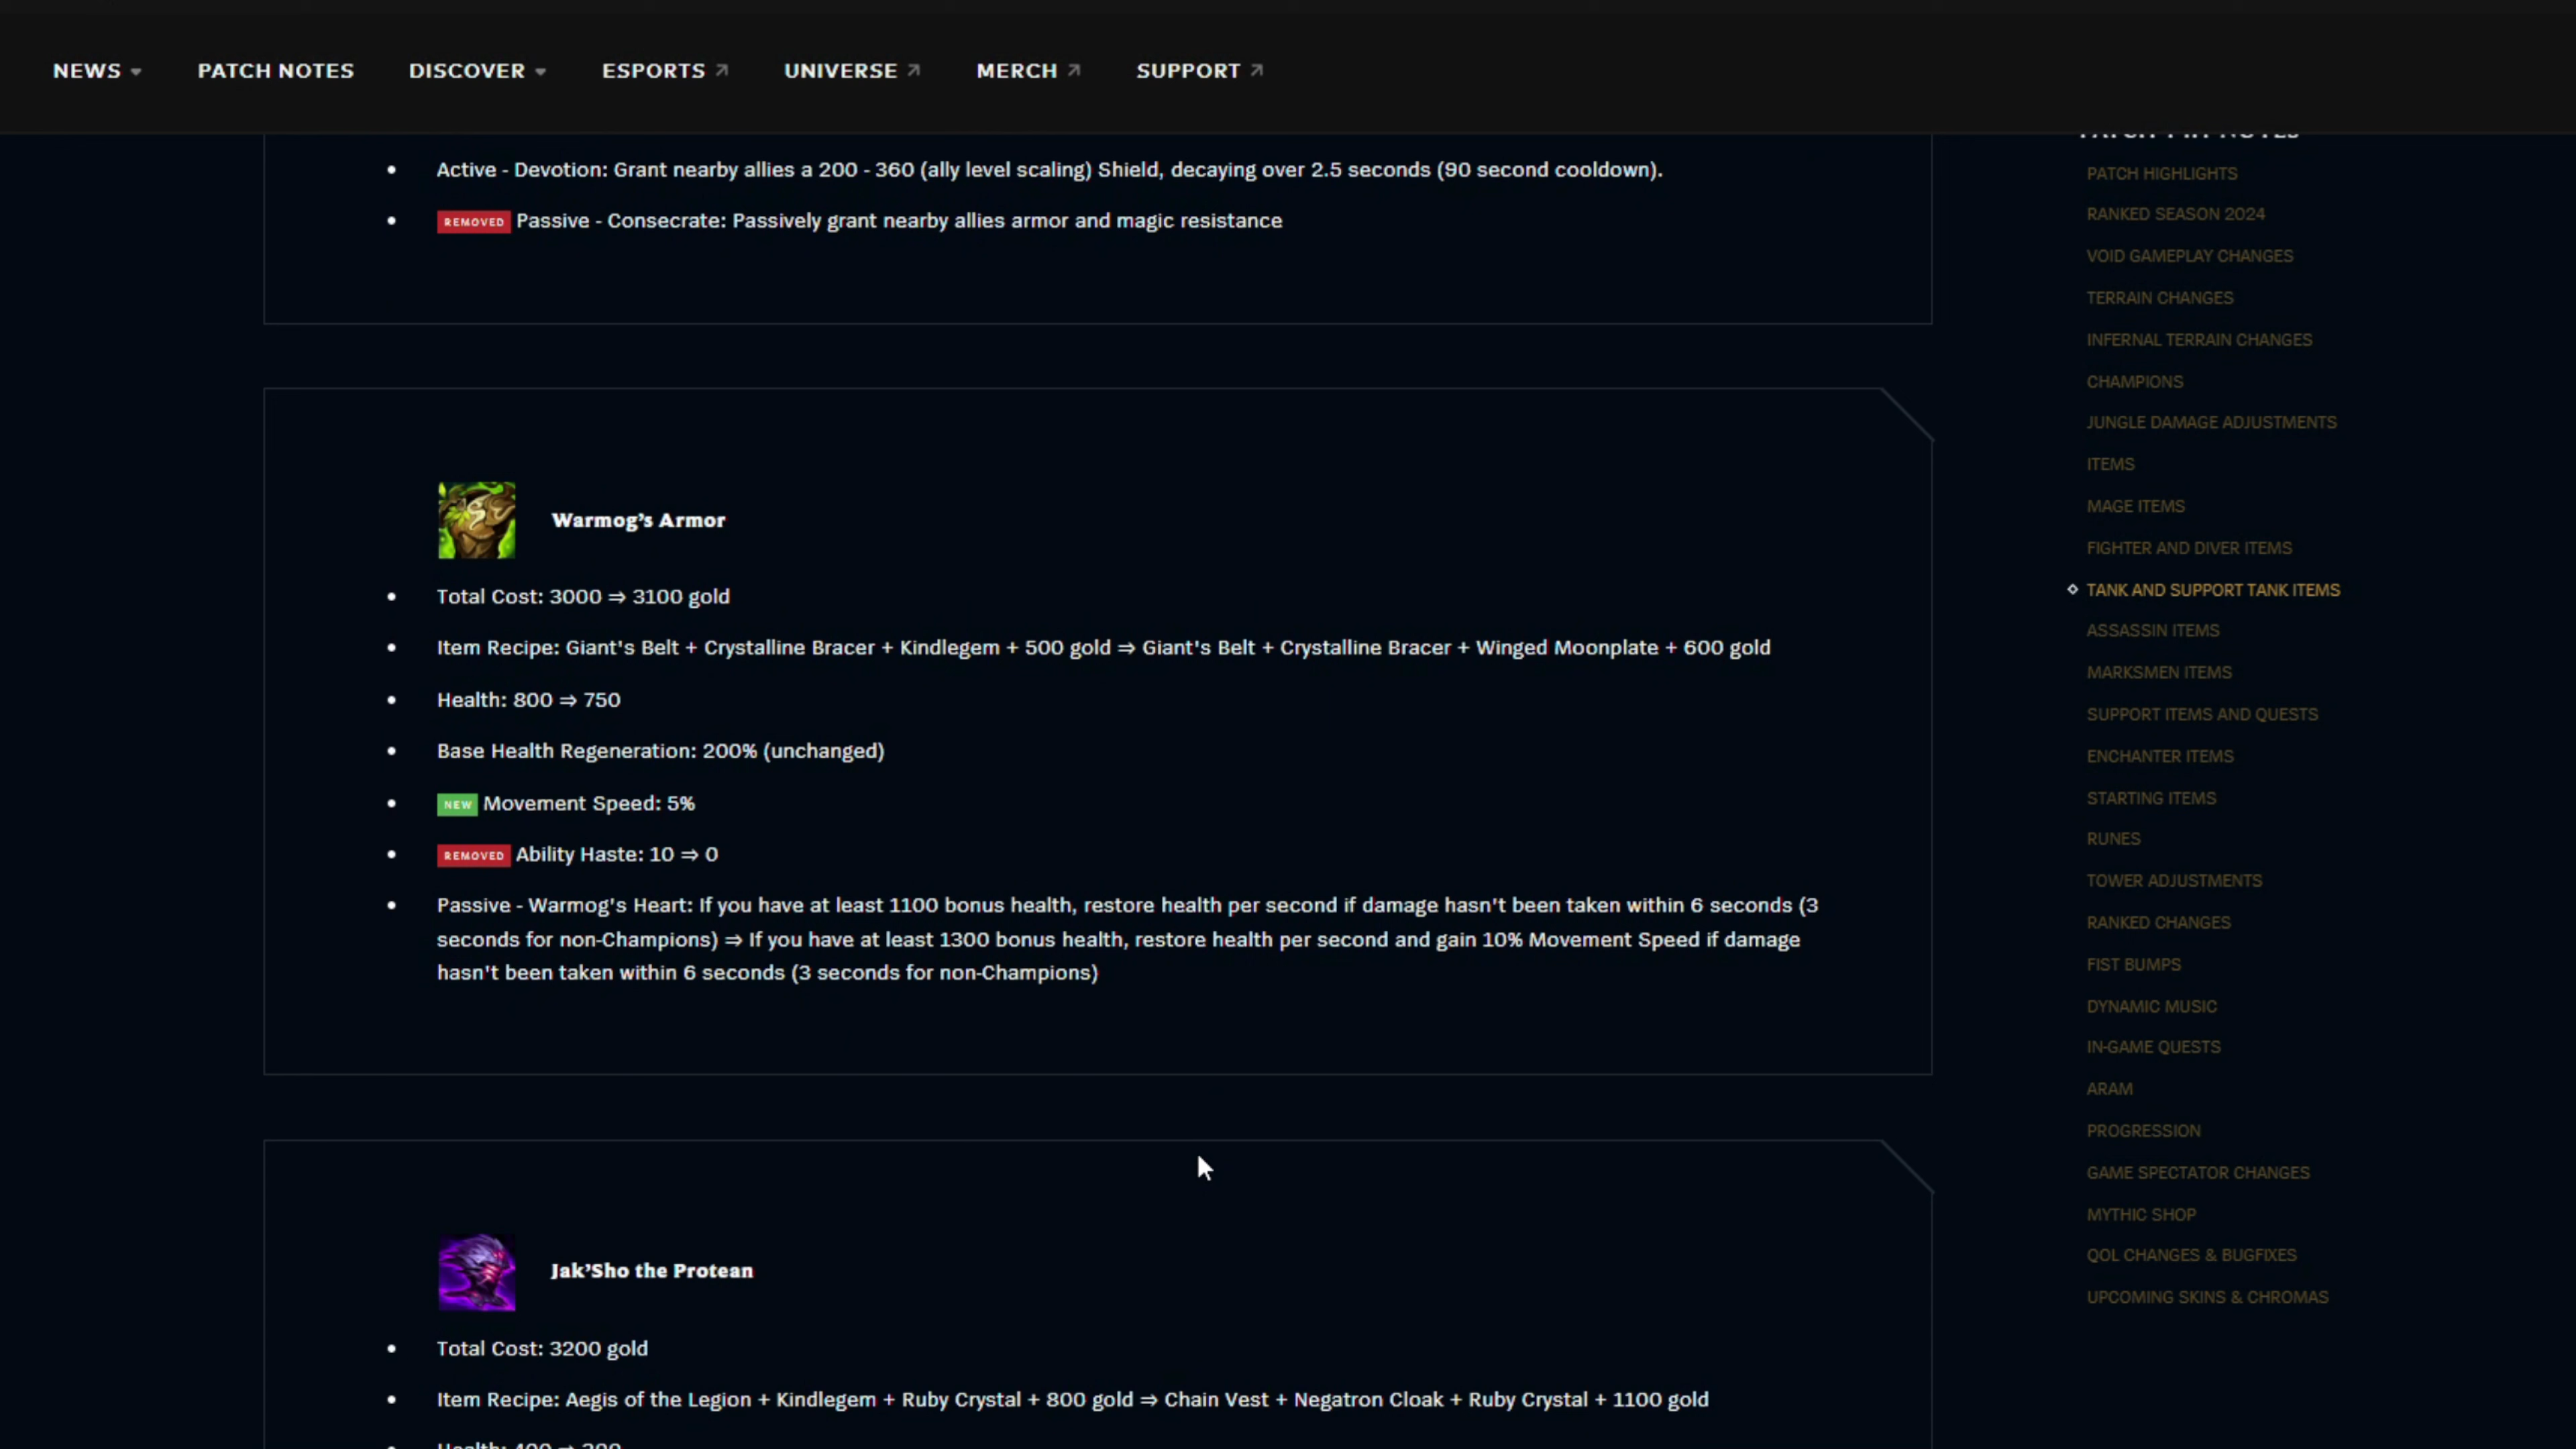 NEWS
PATCH NOTES
DISCOVER
ESPORTS
UNIVERSE
MERCH
SUPPORT
Active - Devotion: Grant nearby allies a 200 - 360 (ally level scaling) Shield, decaying over 2.5 seconds (90 second cooldown).
REMOVED Passive - Consecrate: Passively grant nearby allies armor and magic resistance
Warmog's Armor
Total Cost: 3000 ⇒ 3100 gold
Item Recipe: Giant's Belt + Crystalline Bracer + Kindlegem + 500 gold ⇒ Giant's Belt + Crystalline Bracer + Winged Moonplate + 600 gold
Health: 800 ⇒ 750
Base Health Regeneration: 200% (unchanged)
NEW Movement Speed: 5%
REMOVED Ability Haste: 10 ⇒ 0
Passive - Warmog's Heart: If you have at least 1100 bonus health, restore health per second if damage hasn't been taken within 6 seconds (3
seconds for non-Champions) ⇒ If you have at least 1300 bonus health, restore health per second and gain 10% Movement Speed if damage
hasn't been taken within 6 seconds (3 seconds for non-Champions)
Jak'Sho the Protean
Total Cost: 3200 gold
Item Recipe: Aegis of the Legion + Kindlegem + Ruby Crystal + 800 gold ⇒ Chain Vest + Negatron Cloak + Ruby Crystal + 1100 gold
PATCH HIGHLIGHTS
RANKED SEASON 2024
VOID GAMEPLAY CHANGES
TERRAIN CHANGES
INFERNAL TERRAIN CHANGES
CHAMPIONS
JUNGLE DAMAGE ADJUSTMENTS
ITEMS
MAGE ITEMS
FIGHTER AND DIVER ITEMS
TANK AND SUPPORT TANK ITEMS
ASSASSIN ITEMS
MARKSMEN ITEMS
SUPPORT ITEMS AND QUESTS
ENCHANTER ITEMS
STARTING ITEMS
RUNES
TOWER ADJUSTMENTS
RANKED CHANGES
FIST BUMPS
DYNAMIC MUSIC
IN-GAME QUESTS
ARAM
PROGRESSION
GAME SPECTATOR CHANGES
MYTHIC SHOP
QOL CHANGES & BUGFIXES
UPCOMING SKINS & CHROMAS